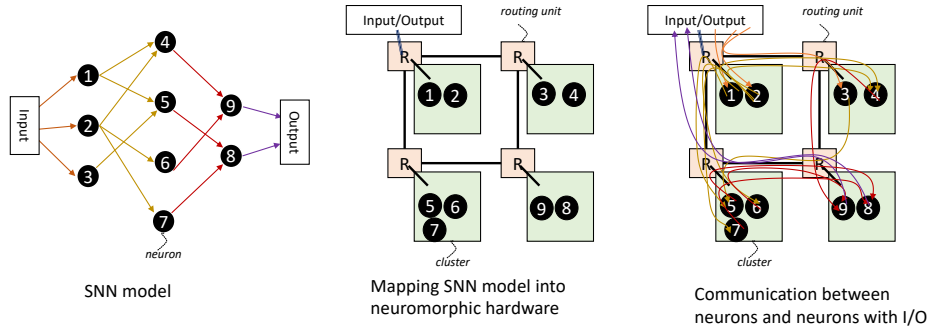 Input
1
2
3
4
5
6
7
9
8
Output
neuron
SNN model
Input/Output
routing unit
R
R
1 2
3 4
R
R
5 6
7
9 8
cluster
Mapping SNN model into
neuromorphic hardware
Input/Output
routing unit
R
R
1 2
3 4
R
R
5 6
7
9 8
cluster
Communication between
neurons and neurons with I/O